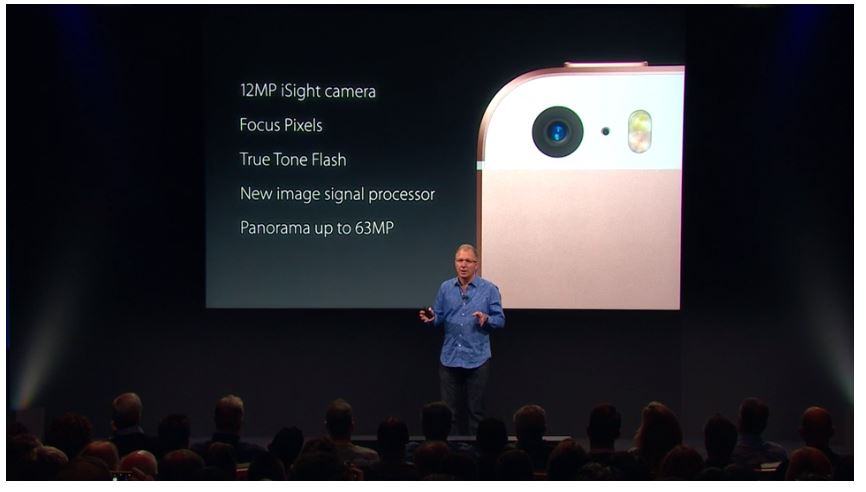 12MP iSight camera
Focus Pixels
True Tone Flash
New image signal processor
Panorama up to 63MP